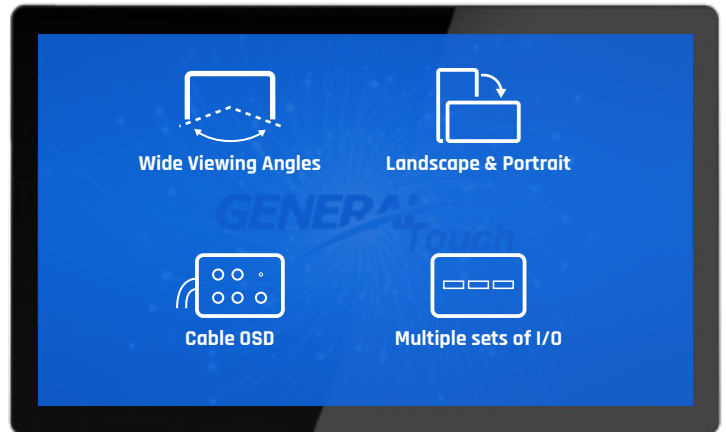 Wide Viewing Angles
Landscape & Portrait
GENERAL
Touch
Cable OSD
Multiple sets of I/O